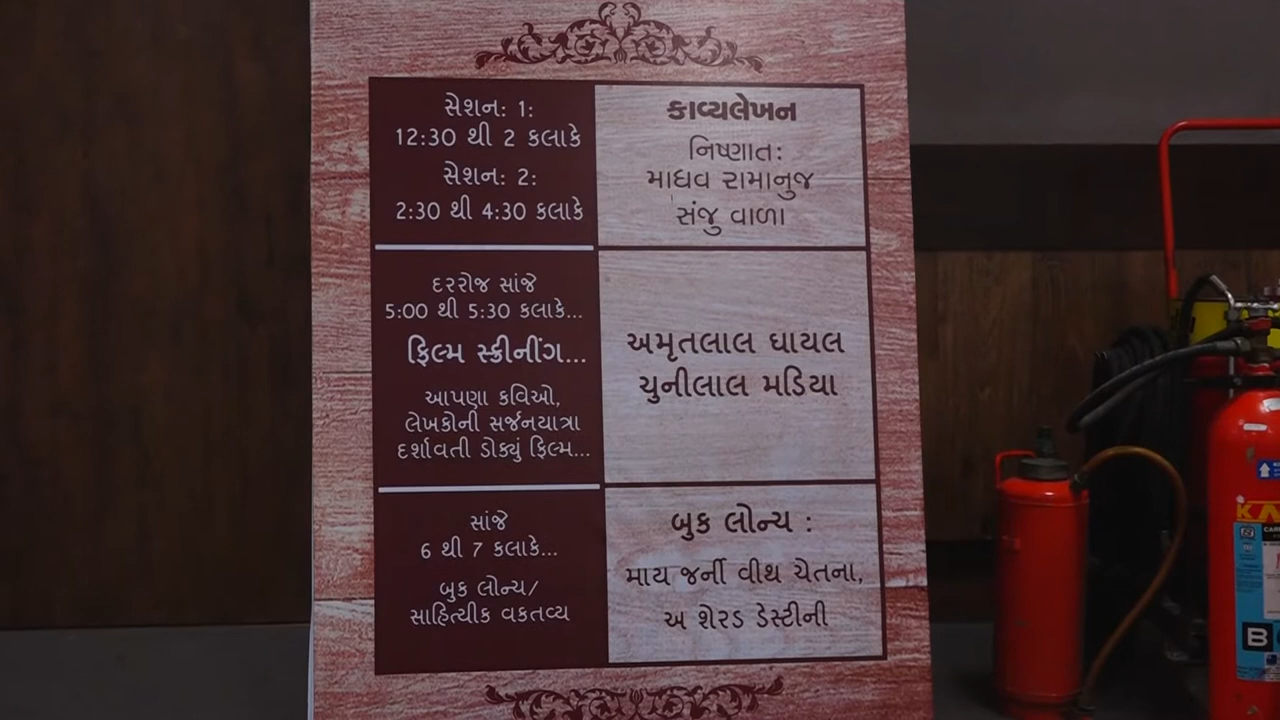 સેશન: 1:
12:30 થી 2 કલાકે
સેશન: 2:
2:30 થી 4:30 કલાકે
કાવ્યલેખન
નિષ્ણાત:
માધવ રામાનુજ
સંજુ વાળા
દરરોજ સાંજે
5:00 થી 5:30 કલાકે...
ફિલ્મ સ્ક્રીનીંગ...
આપણા કવિઓ,
લેખકોની સર્જનયાત્રા
દર્શાવતી ડોક્યું ફિલ્મ...
અમૃતલાલ ઘાયલ
ચુનીલાલ મડિયા
સાંજે
6 થી 7 કલાકે...
બુક લોન્ચ/
સાહિત્યીક વકતવ્ય
બુક લોન્ચ :
માય જર્ની વીથ ચેતના,
અ શેરડ ડેસ્ટીની
B